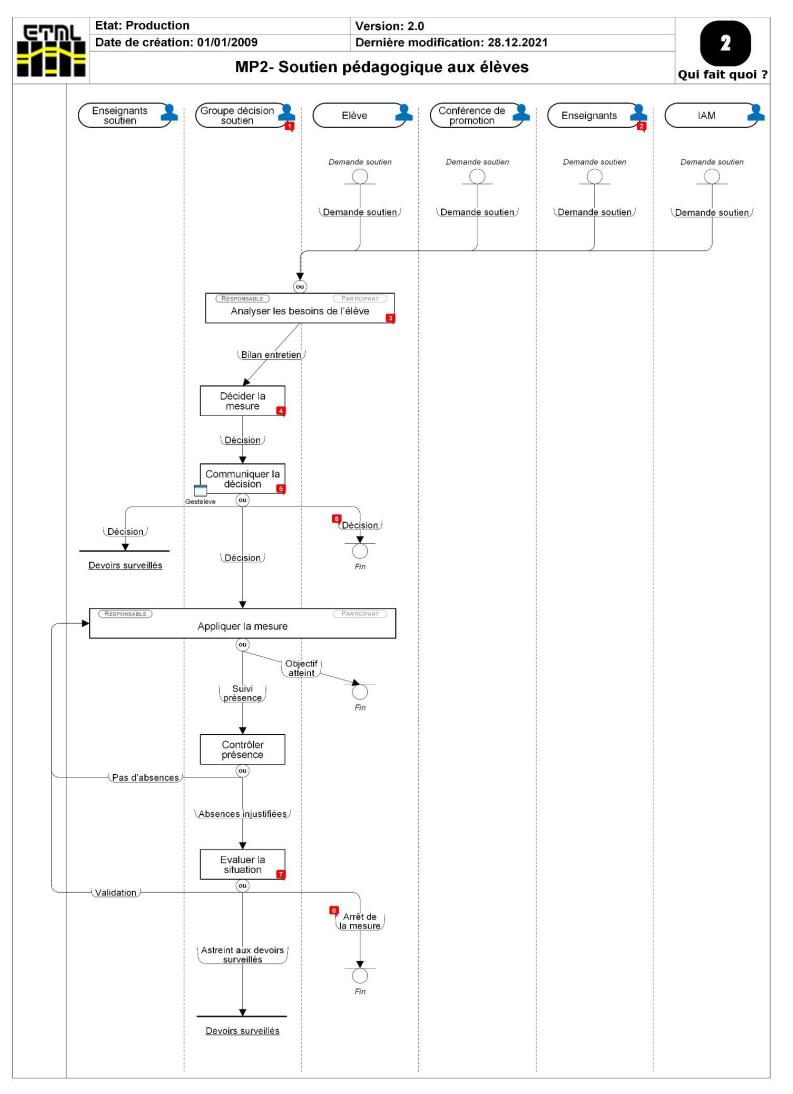 ETML
Etat: Production
Version: 2.0
Date de création: 01/01/2009
Dernière modification: 28.12.2021
MP2- Soutien pédagogique aux élèves
2
Qui fait quoi ?
Enseignants
soutien
Groupe décision
soutien
1
Elève
Conférence de
promotion
Enseignants
2
IAM
Demande soutien
Demande soutien
Demande soutien
Demande soutien
Demande soutien
Demande soutien
Demande soutien
Demande soutien
ou
RESPONSABLE
PARTICIPANT
Analyser les besoins de l'élève
3
Bilan entretien
Décider la
mesure
4
Décision
Communiquer la
décision
5
Gesteleve
ou
Décision
6
Décision
Devoirs surveillés
Décision
Fin
RESPONSABLE
PARTICIPANT
Appliquer la mesure
ou
Objectif
atteint
Suivi
présence
Fin
Contrôler
présence
ou
Pas d'absences
Absences injustifiées
Evaluer la
situation
7
ou
Validation
8
Arrêt de
la mesure
Astreint aux devoirs
surveillés
Fin
Devoirs surveillés